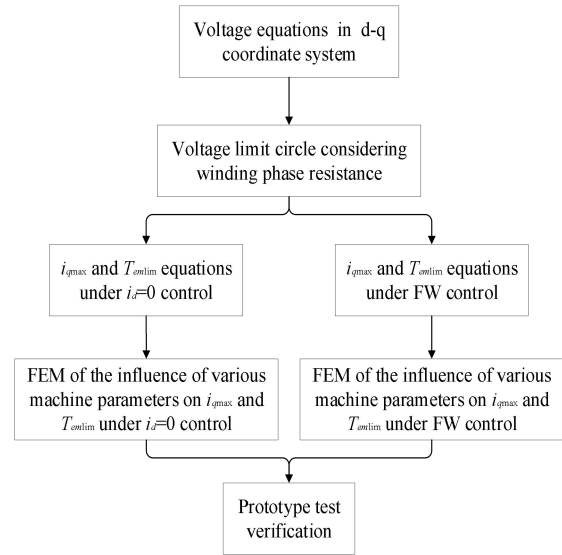 Voltage equations in d-q
coordinate system
Voltage limit circle considering
winding phase resistance
iqmax and Temlim equations
under id=0 control
iqmax and Temlim equations
under FW control
FEM of the influence of various
machine parameters on iqmax and
Temlim under id=0 control
FEM of the influence of various
machine parameters on iqmax and
Temlim under FW control
Prototype test
verification